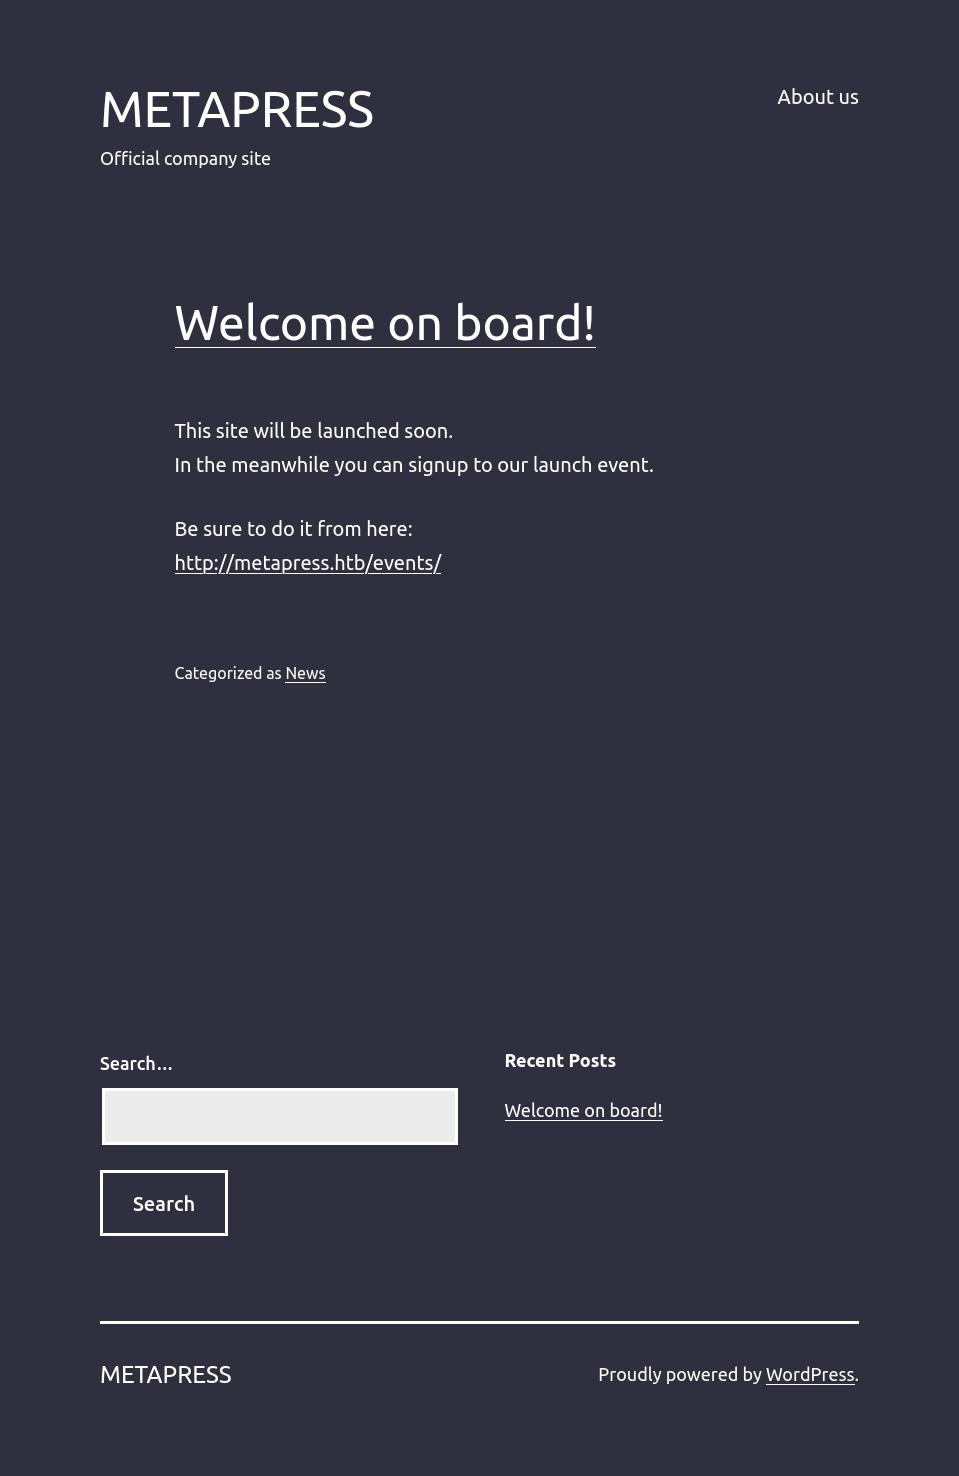 METAPRESS
About us
Official company site
Welcome on board!
This site will be launched soon.
In the meanwhile you can signup to our launch event.
Be sure to do it from here:
http://metapress.htb/events/
Categorized as News
Search…
Search
Recent Posts
Welcome on board!
METAPRESS
Proudly powered by WordPress.